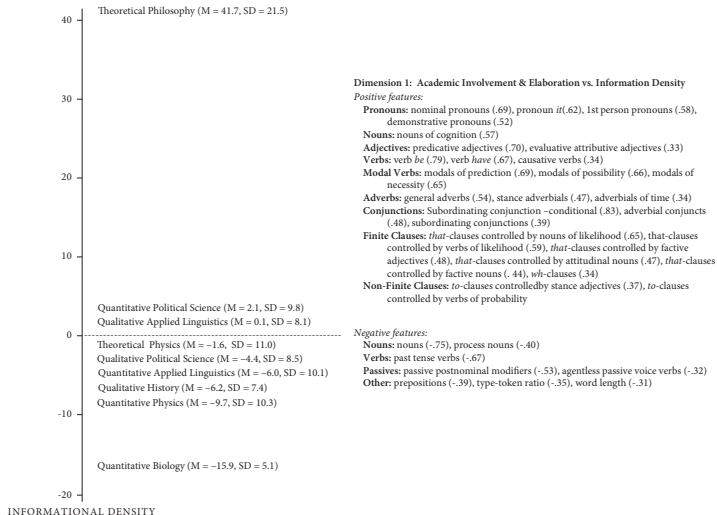 40
Theoretical Philosophy (M = 41.7, SD = 21.5)
30
20
10
Quantitative Political Science (M = 2.1, SD = 9.8)
Qualitative Applied Linguistics (M = 0.1, SD = 8.1)
0
Theoretical Physics (M = –1.6, SD = 11.0)
Qualitative Political Science (M = –4.4, SD = 8.5)
Quantitative Applied Linguistics (M = –6.0, SD = 10.1)
Qualitative History (M = –6.2, SD = 7.4)
Quantitative Physics (M = –9.7, SD = 10.3)
-10
Quantitative Biology (M = –15.9, SD = 5.1)
-20
INFORMATIONAL DENSITY
Dimension 1: Academic Involvement & Elaboration vs. Information Density
Positive features:
Pronouns: nominal pronouns (.69), pronoun it(.62), 1st person pronouns (.58),
demonstrative pronouns (.52)
Nouns: nouns of cognition (.57)
Adjectives: predicative adjectives (.70), evaluative attributive adjectives (.33)
Verbs: verb be (.79), verb have (.67), causative verbs (.34)
Modal Verbs: modals of prediction (.69), modals of possibility (.66), modals of
necessity (.65)
Adverbs: general adverbs (.54), stance adverbials (.47), adverbials of time (.34)
Conjunctions: Subordinating conjunction –conditional (.83), adverbial conjuncts
(.48), subordinating conjunctions (.39)
Finite Clauses: that-clauses controlled by nouns of likelihood (.65), that-clauses
controlled by verbs of likelihood (.59), that-clauses controlled by factive
adjectives (.48), that-clauses controlled by attitudinal nouns (.47), that-clauses
controlled by factive nouns (. 44), wh-clauses (.34)
Non-Finite Clauses: to-clauses controlledby stance adjectives (.37), to-clauses
controlled by verbs of probability
Negative features:
Nouns: nouns (-.75), process nouns (-.40)
Verbs: past tense verbs (-.67)
Passives: passive postnominal modifiers (-.53), agentless passive voice verbs (-.32)
Other: prepositions (-.39), type-token ratio (-.35), word length (-.31)